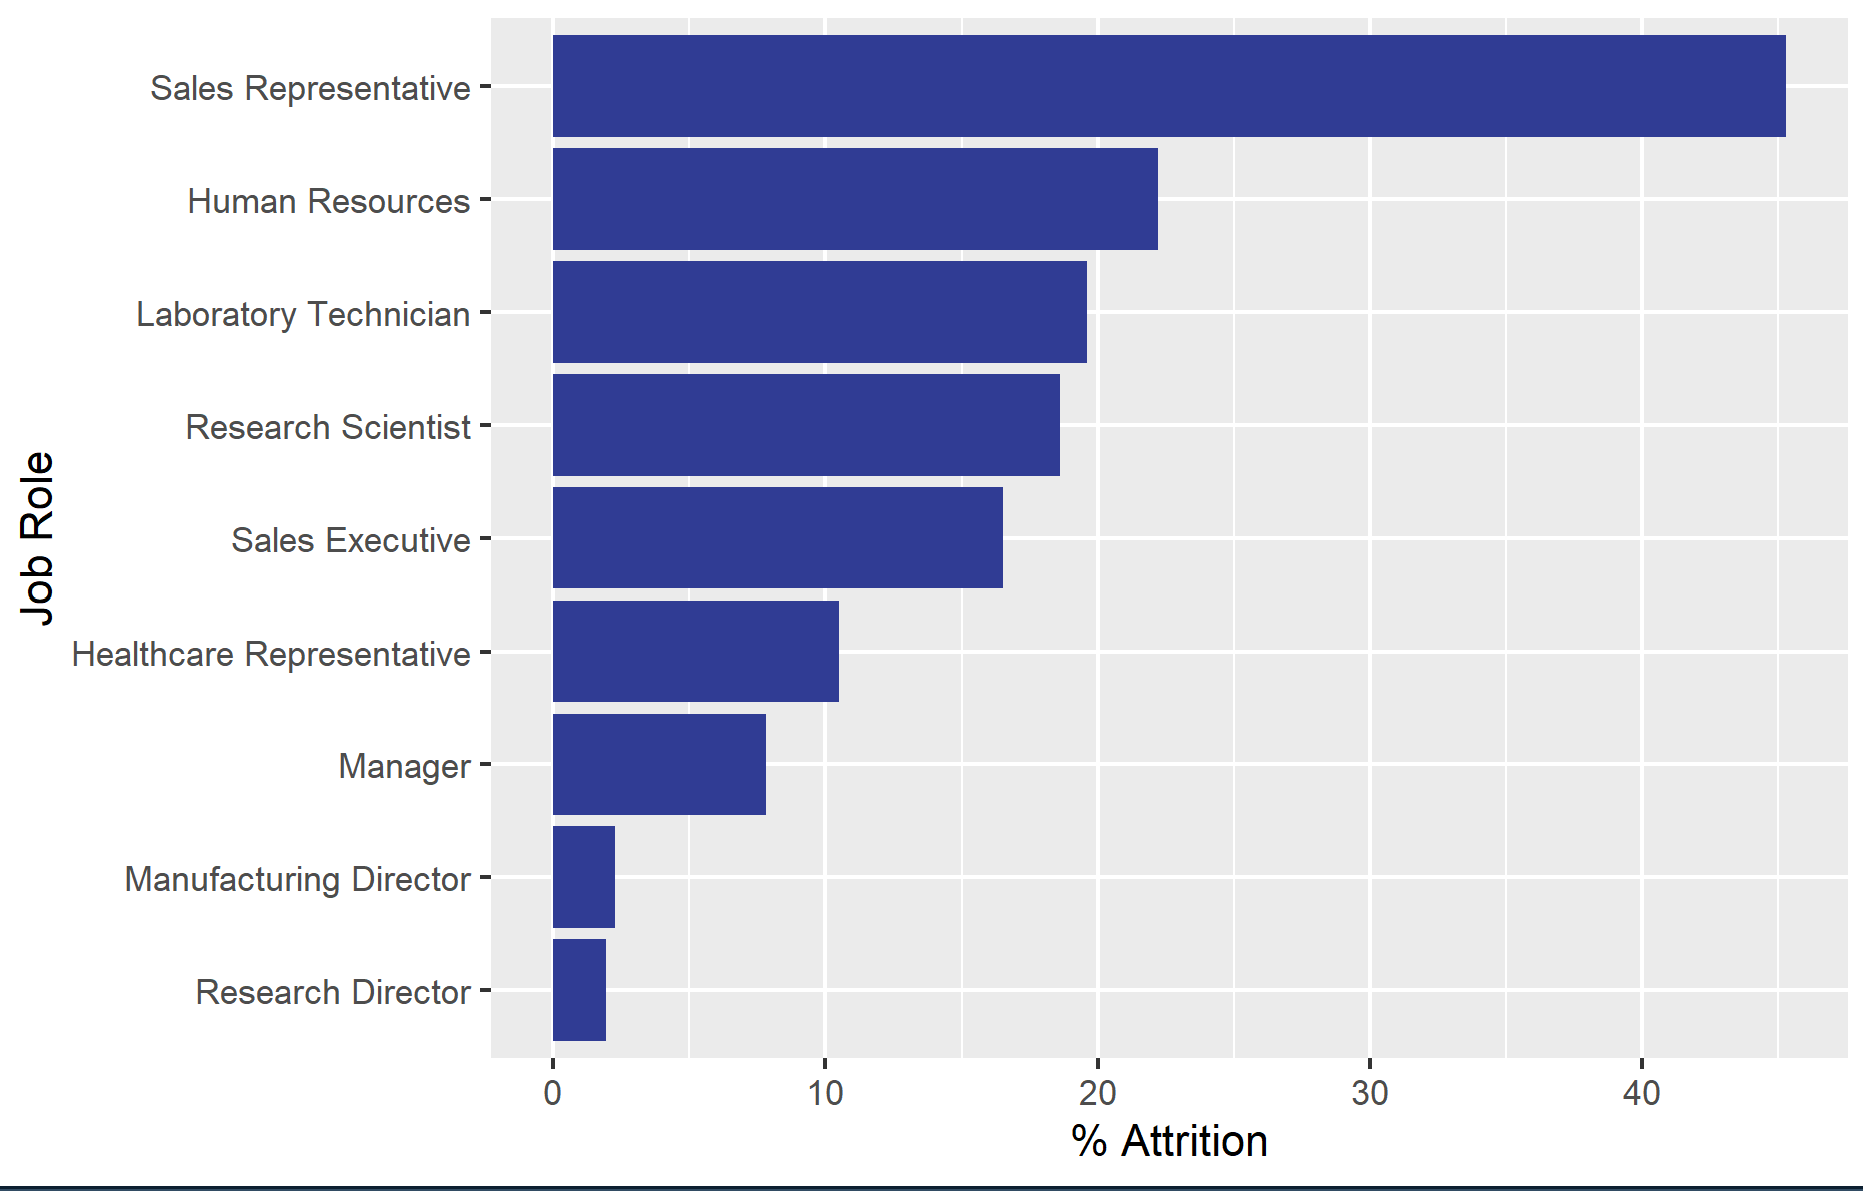 Sales Representative
Human Resources
Laboratory Technician
Research Scientist
Sales Executive
Healthcare Representative
Manager
Manufacturing Director
Research Director
Job Role
0 10 20 30 40
% Attrition